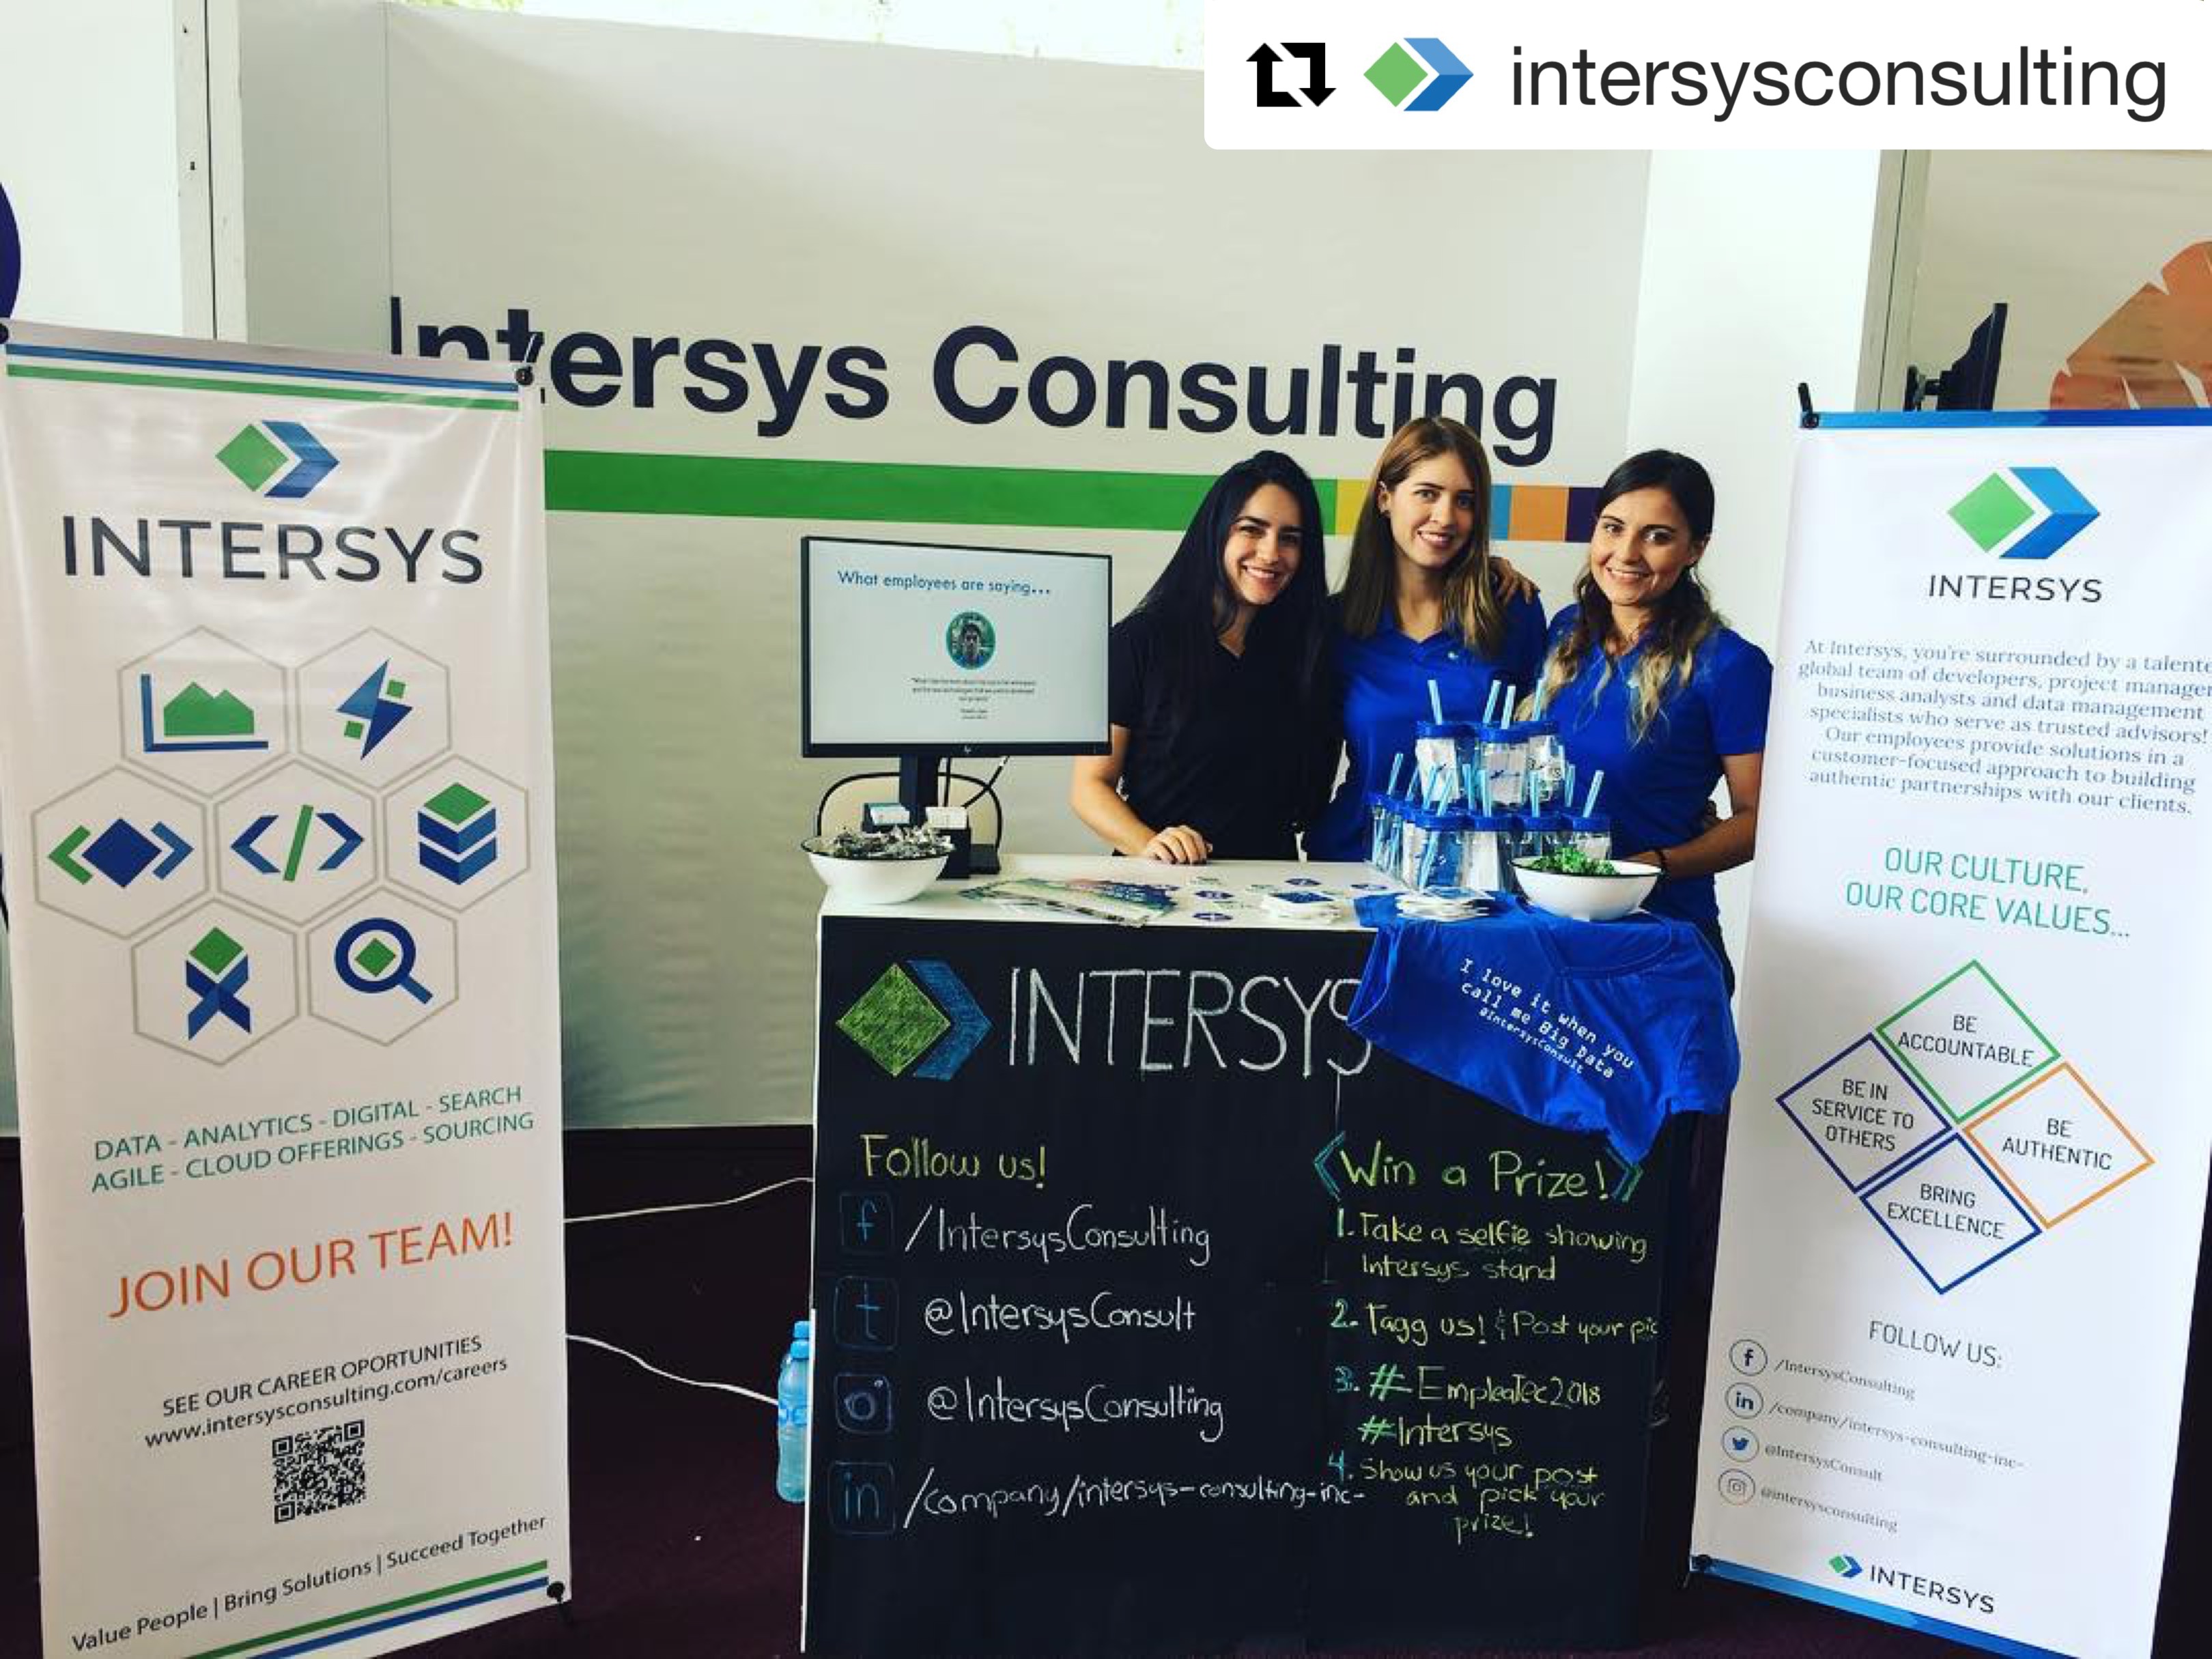 intersysconsulting
Intersys Consulting
INTERSYS
DATA - ANALYTICS - DIGITAL - SEARCH
AGILE - CLOUD OFFERINGS - SOURCING
JOIN OUR TEAM!
SEE OUR CAREER OPORTUNITIES
www.intersysconsulting.com/careers
Value People | Bring Solutions | Succeed Together
What employees are saying...
INTERSYS
Follow us!
f /IntersysConsulting
t @IntersysConsult
@IntersysConsulting
in /company/intersys-consulting-inc-
Win a Prize!
1. Take a selfie showing
Intersys stand
2. Tagg us! & Post your pic
3. #EmpleaTec2018
#Intersys
4. Show us your post
and pick your
prize!
I love it when you
call me Big Data
@IntersysConsult
INTERSYS
At Intersys, you're surrounded by a talente
global team of developers, project manager
business analysts and data management
specialists who serve as trusted advisors!
Our employees provide solutions in a
customer-focused approach to building
authentic partnerships with our clients.
OUR CULTURE,
OUR CORE VALUES...
BE
ACCOUNTABLE
BE IN
SERVICE TO
OTHERS
BE
AUTHENTIC
BRING
EXCELLENCE
FOLLOW US:
f /IntersysConsulting
in /company/intersys-consulting-inc-
@IntersysConsult
@intersysconsulting
INTERSYS